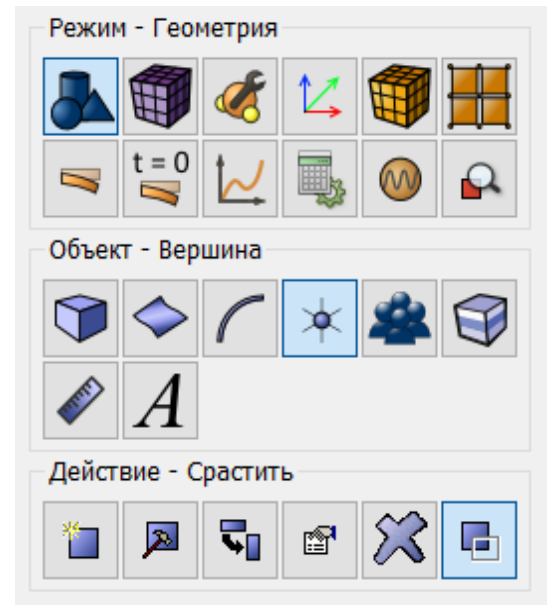 Режим - Геометрия
t = 0
Объект - Вершина
A
Действие - Срастить